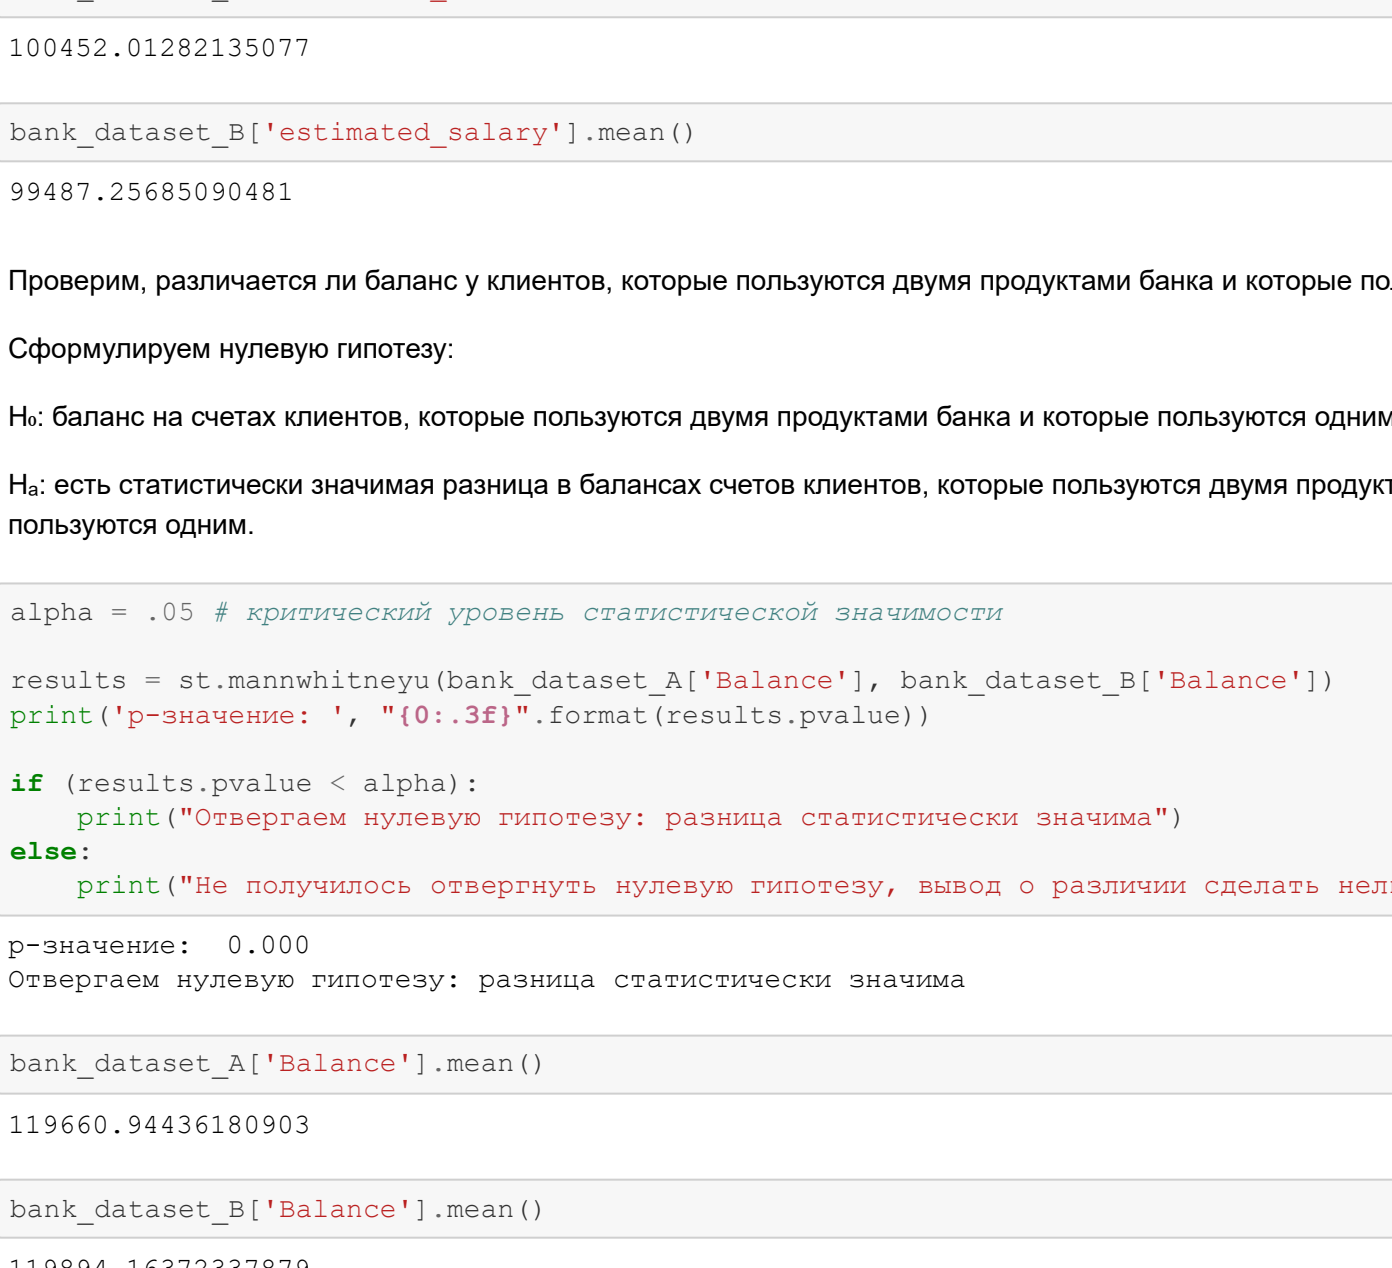 100452.01282135077
bank_dataset_B['estimated_salary'].mean()
99487.25685090481
Проверим, различается ли баланс у клиентов, которые пользуются двумя продуктами банка и которые
Сформулируем нулевую гипотезу:
H₀: баланс на счетах клиентов, которые пользуются двумя продуктами банка и которые пользуются одним
Hₐ: есть статистически значимая разница в балансах счетов клиентов, которые пользуются двумя
пользуются одним.
alpha = .05 # критический уровень статистической значимости
results = st.mannwhitneyu(bank_dataset_A['Balance'], bank_dataset_B['Balance'])
print('p-значение: ', "{0:.3f}".format(results.pvalue))
if (results.pvalue < alpha):
    print("Отвергаем нулевую гипотезу: разница статистически значима")
else:
    print("Не получилось отвергнуть нулевую гипотезу, вывод о различии сделать
p-значение:  0.000
Отвергаем нулевую гипотезу: разница статистически значима
bank_dataset_A['Balance'].mean()
119660.94436180903
bank_dataset_B['Balance'].mean()
119894.16372337879